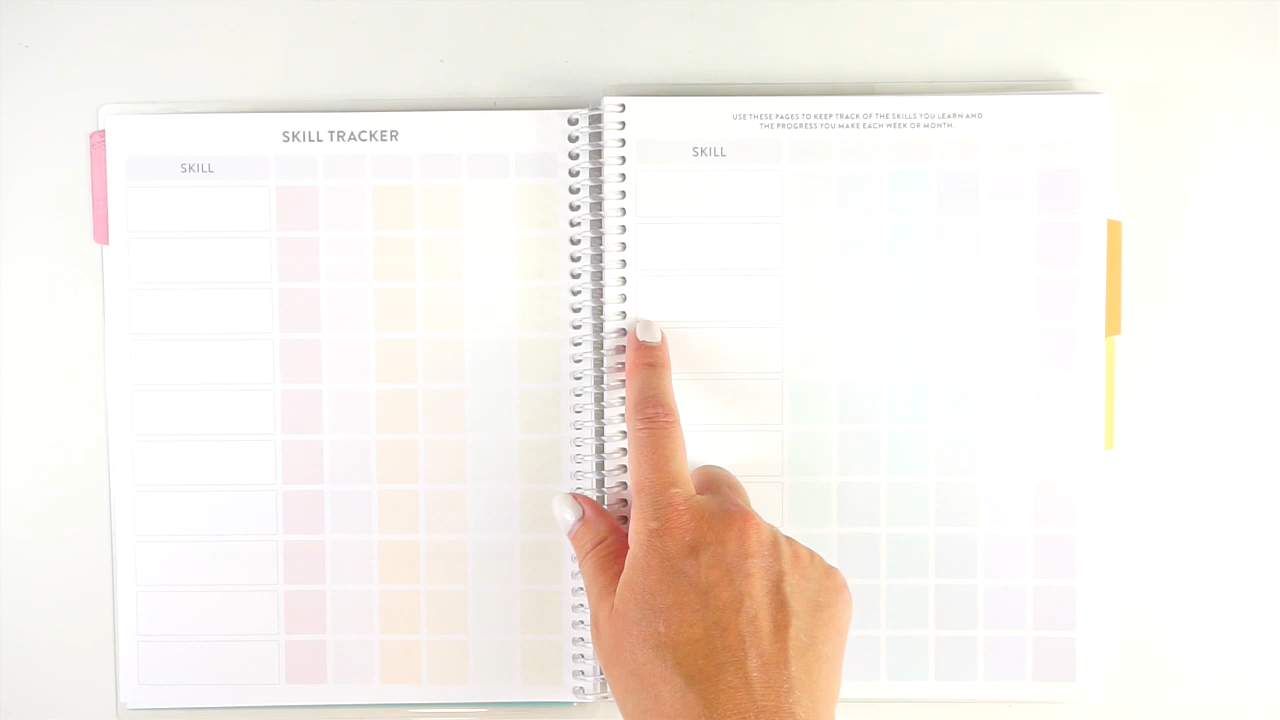 SKILL TRACKER
SKILL
USE THESE PAGES TO KEEP TRACK OF THE SKILLS YOU LEARN AND
THE PROGRESS YOU MAKE EACH WEEK OR MONTH.
SKILL